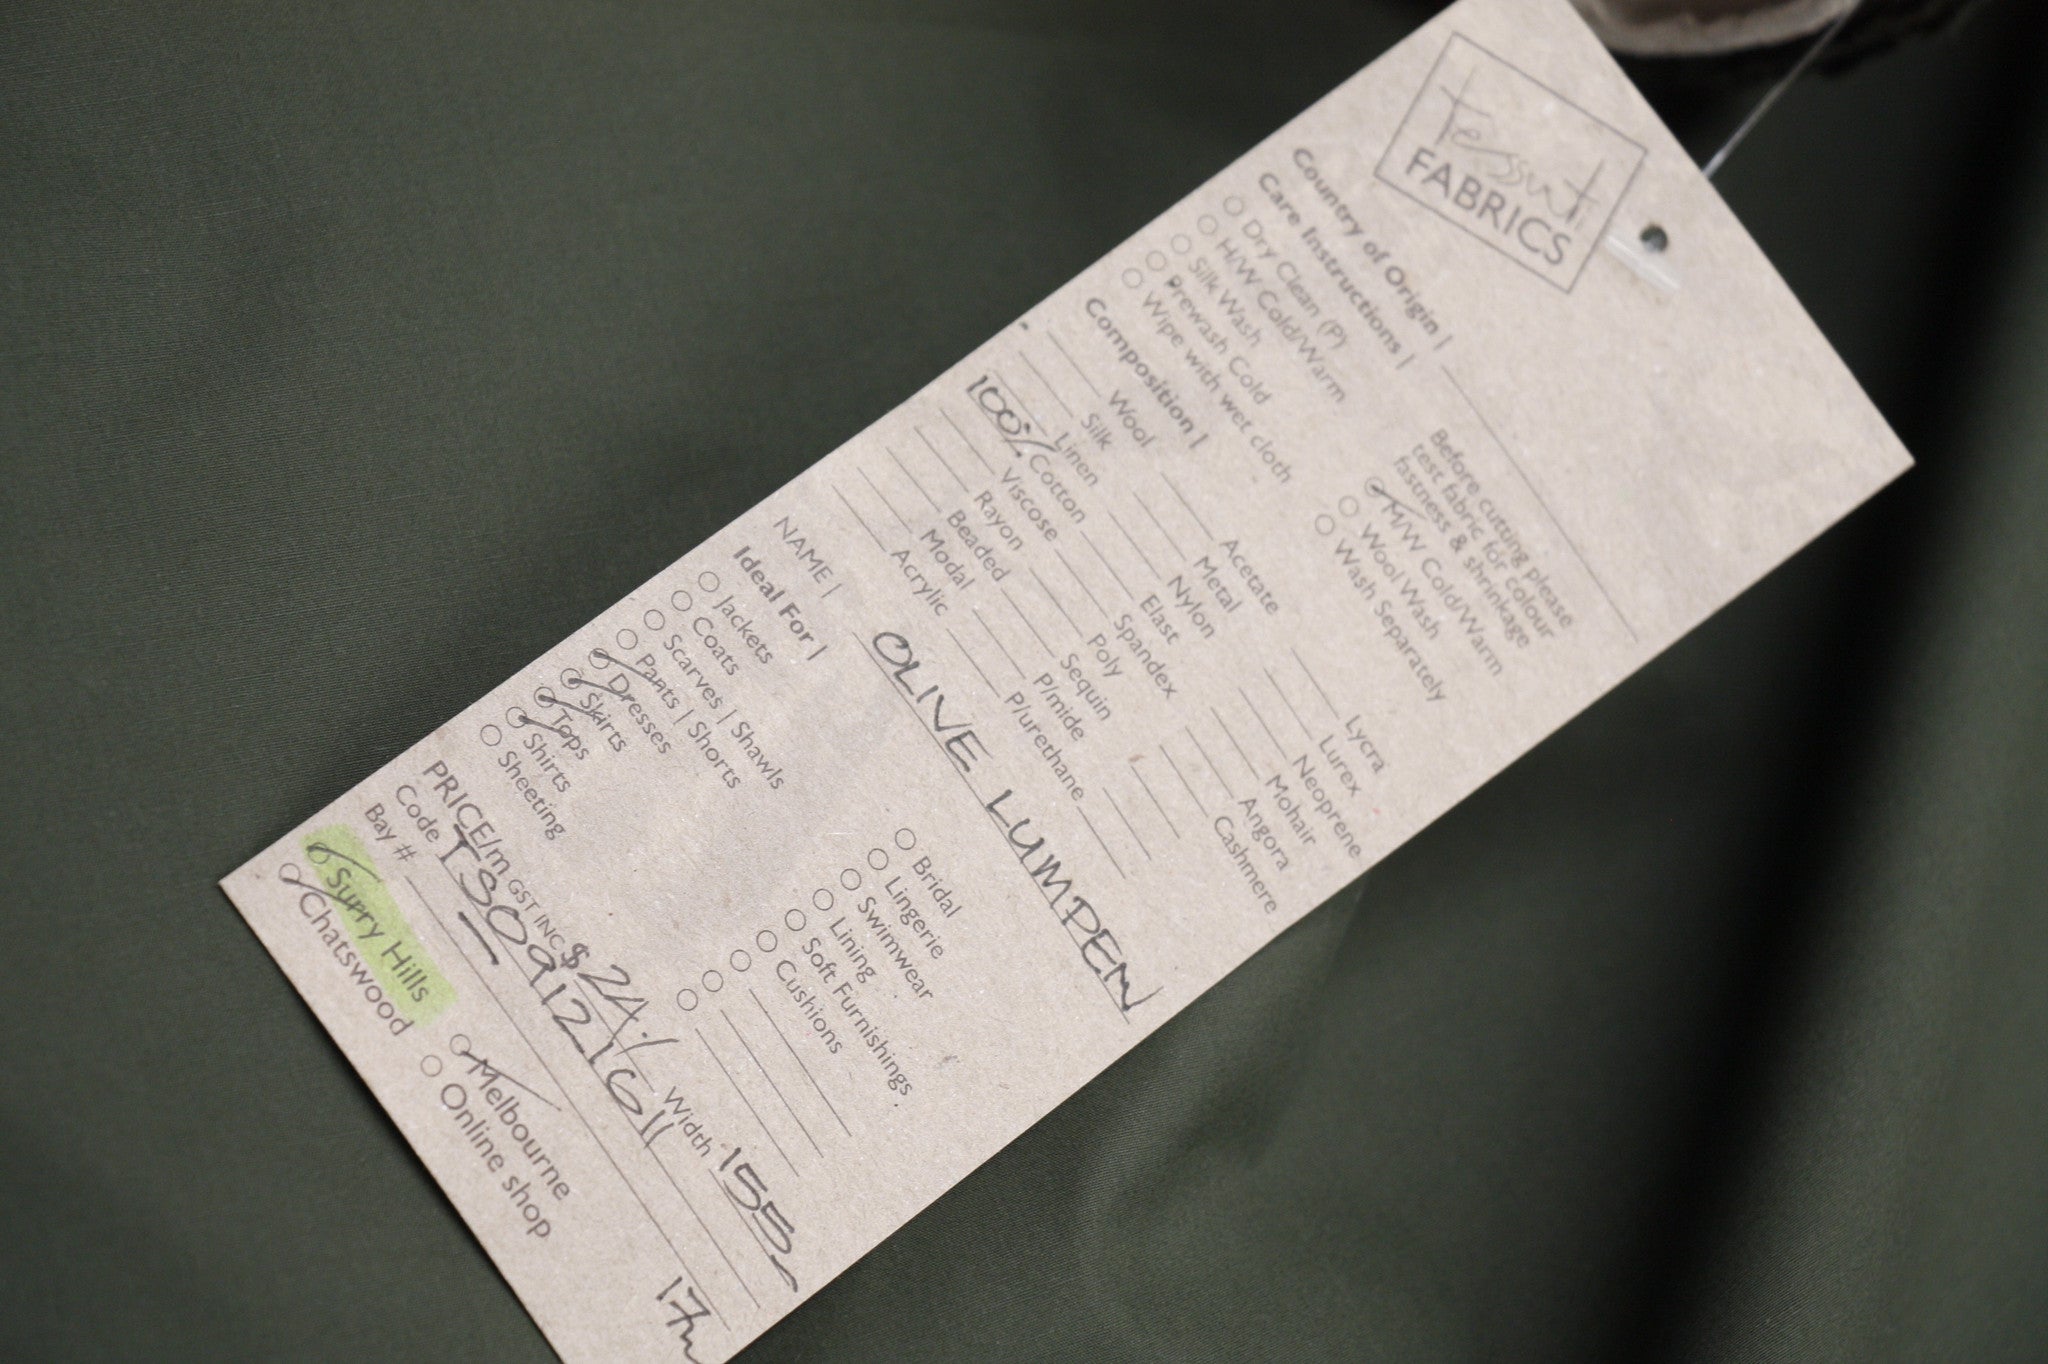 Tessuti
FABRICS
Country of Origin |
Care Instructions |
Dry Clean (P)
H/W Cold/Warm
Silk Wash
Prewash Cold
Wipe with wet cloth
Before cutting please
test fabric for colour
fastness & shrinkage
M/W Cold/Warm
Wool Wash
Wash Separately
Composition |
Wool
Silk
Linen
100% Cotton
Viscose
Rayon
Beaded
Modal
Acrylic
Acetate
Metal
Nylon
Elast
Spandex
Poly
Sequin
P/mide
P/urethane
Lycra
Lurex
Neoprene
Mohair
Angora
Cashmere
NAME | OLIVE LUMPEN
Ideal For |
Jackets
Coats
Scarves | Shawls
Pants | Shorts
Dresses
Skirts
Tops
Shirts
Sheeting
Bridal
Lingerie
Swimwear
Lining
Soft Furnishings
Cushions
PRICE/m GST INC $ 24 Width 155
Code TS09121611
Bay #
Surry Hills
Chatswood
Melbourne
Online shop
17m